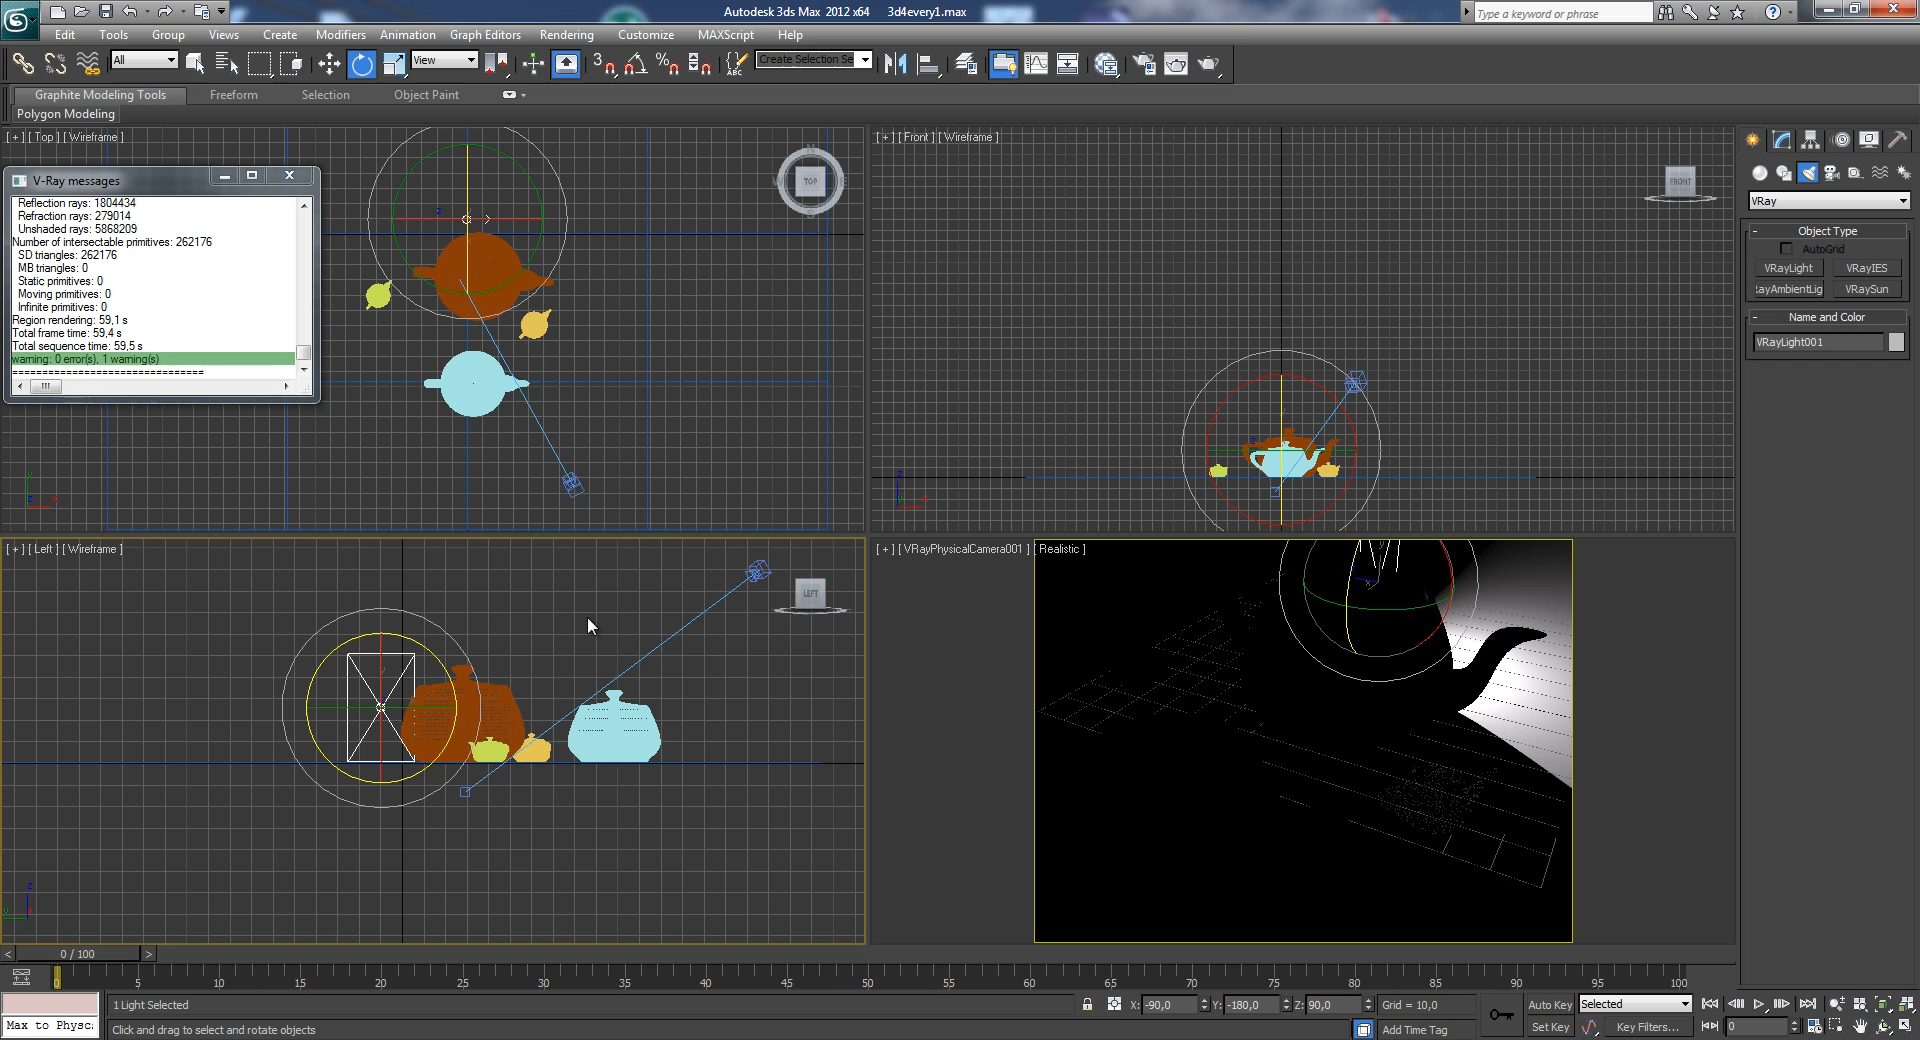 Autodesk 3ds Max 2012 x64 3d4every1.max
Type a keyword or phrase
Edit Tools Group Views Create Modifiers Animation Graph Editors Rendering Customize MAXScript Help
All View Create Selection Se
Graphite Modeling Tools Freeform Selection Object Paint
Polygon Modeling
[ + ] [ Top ] [ Wireframe ]
[ + ] [ Front ] [ Wireframe ]
TOP
FRONT
V-Ray messages
Reflection rays: 1804434
Refraction rays: 279014
Unshaded rays: 5868209
Number of intersectable primitives: 262176
SD triangles: 262176
MB triangles: 0
Static primitives: 0
Moving primitives: 0
Infinite primitives: 0
Region rendering: 59,1 s
Total frame time: 59,4 s
Total sequence time: 59,5 s
warning: 0 error(s), 1 warning(s)
===============================
VRay
- Object Type
AutoGrid
VRayLight VRayIES
RayAmbientLig VRaySun
- Name and Color
VRayLight001
[ + ] [ Left ] [ Wireframe ]
[ + ] [ VRayPhysicalCamera001 ] [ Realistic ]
LEFT
< 0 / 100 >
0 5 10 15 20 25 30 35 40 45 50 55 60 65 70 75 80 85 90 95 100
1 Light Selected
X: -90,0 Y: -180,0 Z: 90,0 Grid = 10,0
Auto Key Selected
Max to Physc:
Click and drag to select and rotate objects
Add Time Tag
Set Key Key Filters... 0